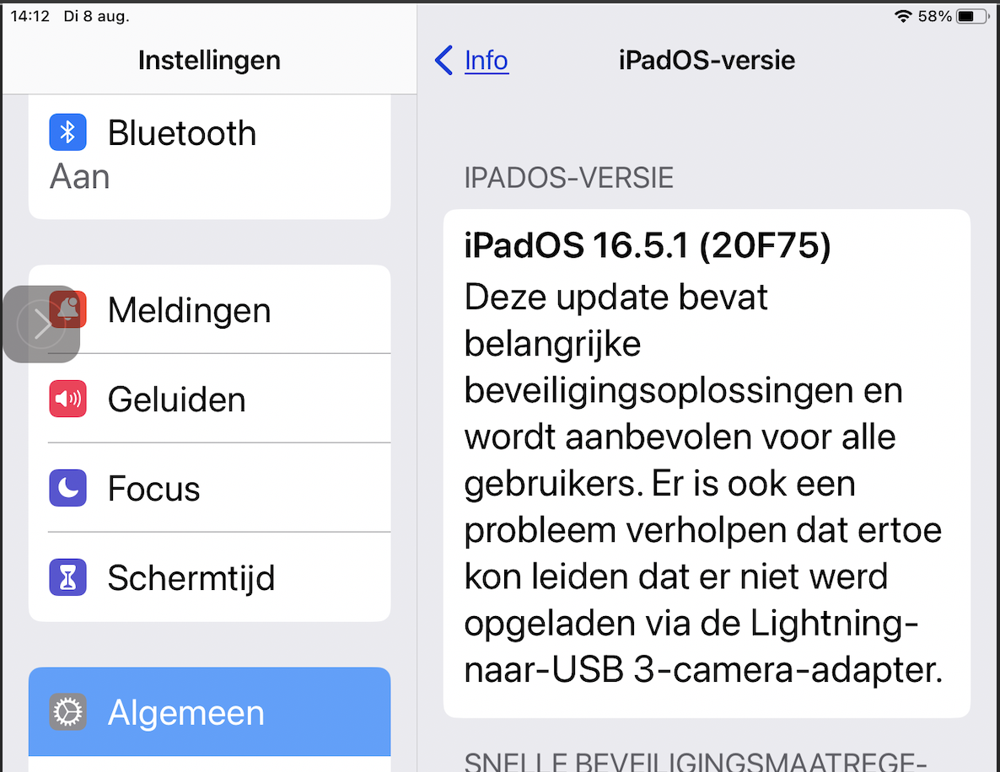 14:12 Di 8 aug.
58%
Instellingen
Info
iPadOS-versie
Bluetooth
Aan
Meldingen
Geluiden
Focus
Schermtijd
Algemeen
IPADOS-VERSIE
iPadOS 16.5.1 (20F75)
Deze update bevat
belangrijke
beveiligingsoplossingen en
wordt aanbevolen voor alle
gebruikers. Er is ook een
probleem verholpen dat ertoe
kon leiden dat er niet werd
opgeladen via de Lightning-
naar-USB 3-camera-adapter.
SNELLE BEVEILIGINGSMAATREGE-